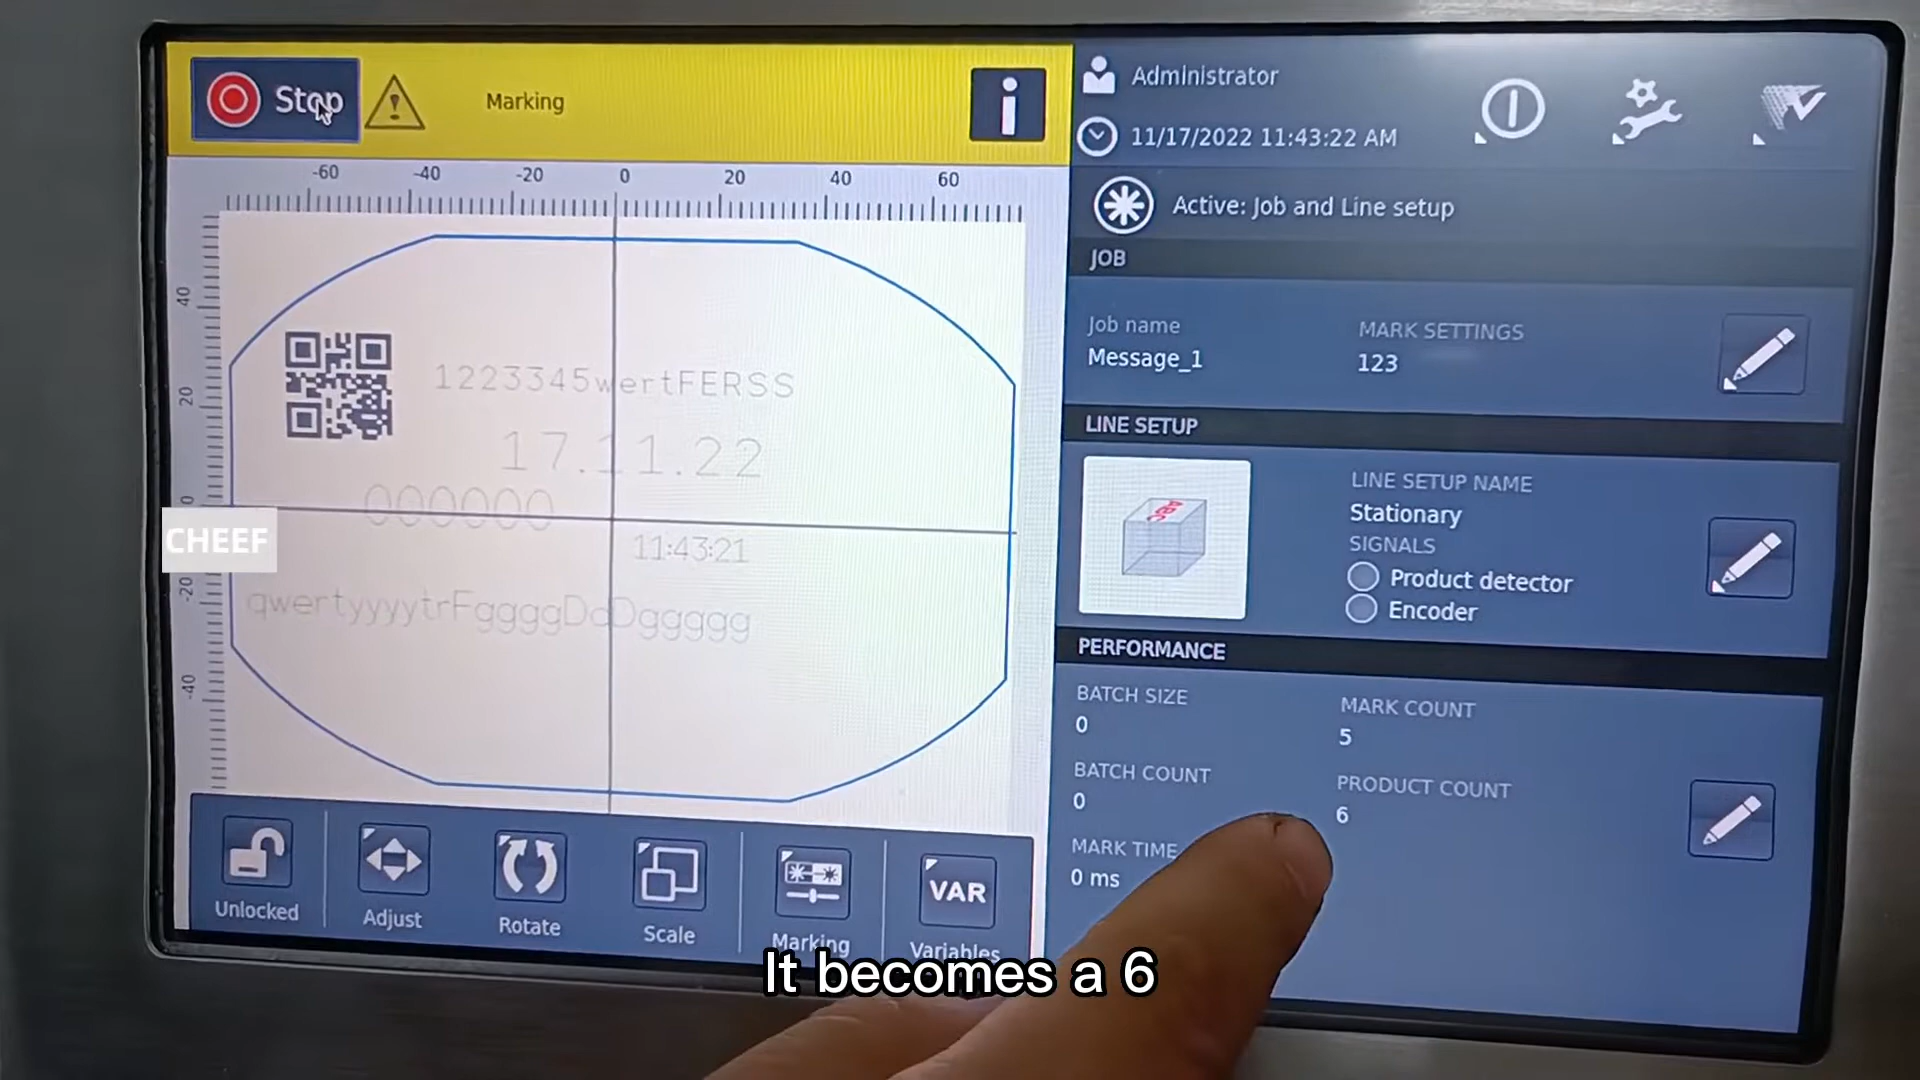 Stop
Marking
-60 -40 -20 0 20 40 60
40
20
0
-20
-40
1223345wertFERSS
17.11.22
000000
11:43:21
qwertyyyytrFggggDdDggggg
CHEEF
Unlocked
Adjust
Rotate
Scale
Marking
VAR
Variables
Administrator
11/17/2022 11:43:22 AM
Active: Job and Line setup
JOB
Job name
Message_1
MARK SETTINGS
123
LINE SETUP
ABC
LINE SETUP NAME
Stationary
SIGNALS
Product detector
Encoder
PERFORMANCE
BATCH SIZE
0
MARK COUNT
5
BATCH COUNT
0
PRODUCT COUNT
6
MARK TIME
0 ms
It becomes a 6